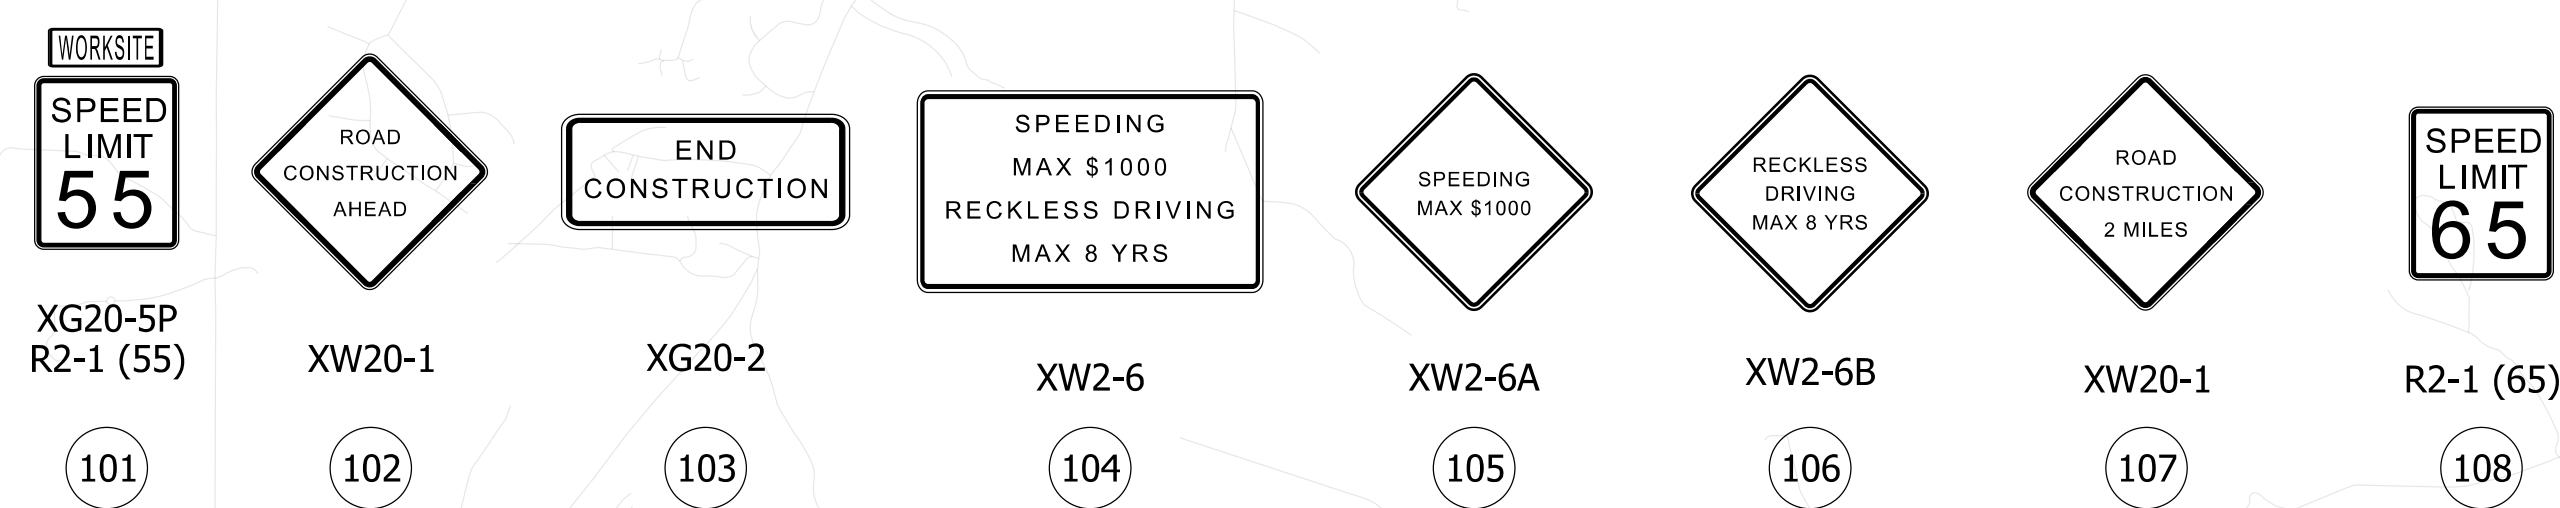 WORKSITE
SPEED
LIMIT
55
XG20-5P
R2-1 (55)
101
ROAD
CONSTRUCTION
AHEAD
XW20-1
102
END
CONSTRUCTION
XG20-2
103
SPEEDING
MAX $1000
RECKLESS DRIVING
MAX 8 YRS
XW2-6
104
SPEEDING
MAX $1000
XW2-6A
105
RECKLESS
DRIVING
MAX 8 YRS
XW2-6B
106
ROAD
CONSTRUCTION
2 MILES
XW20-1
107
SPEED
LIMIT
65
R2-1 (65)
108